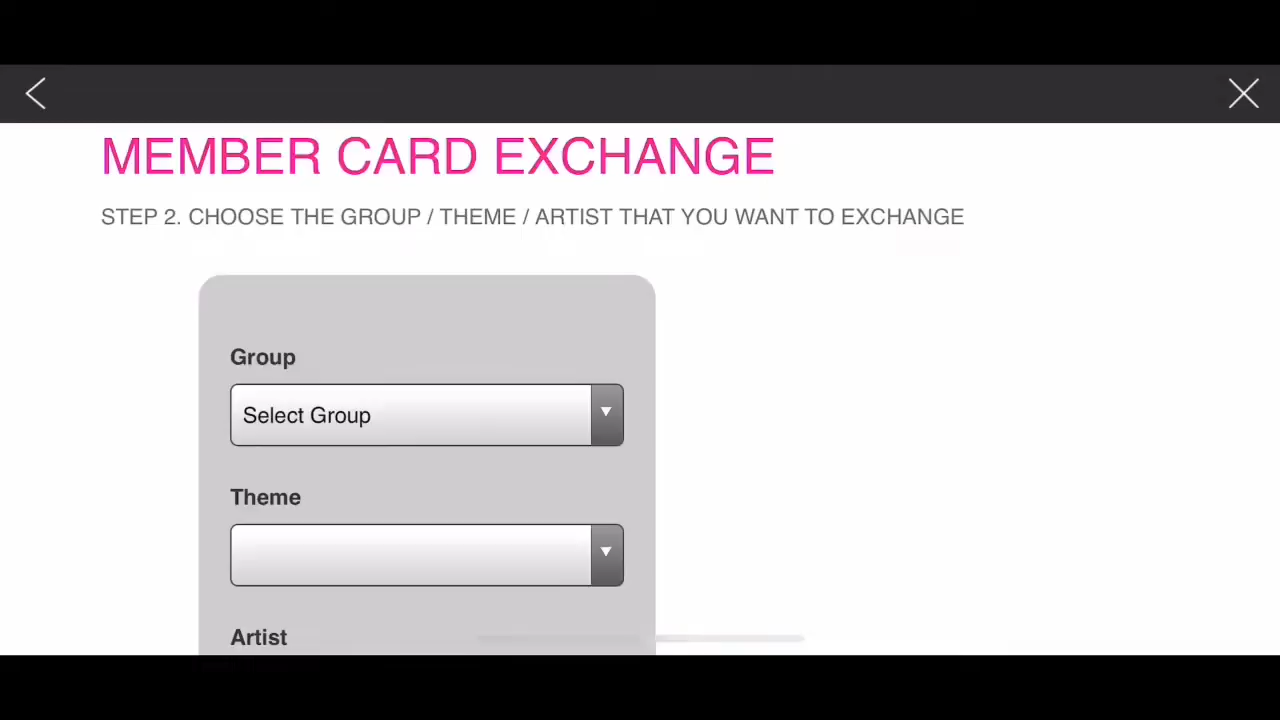 MEMBER CARD EXCHANGE
STEP 2. CHOOSE THE GROUP / THEME / ARTIST THAT YOU WANT TO EXCHANGE
Group
Select Group
Theme
Artist